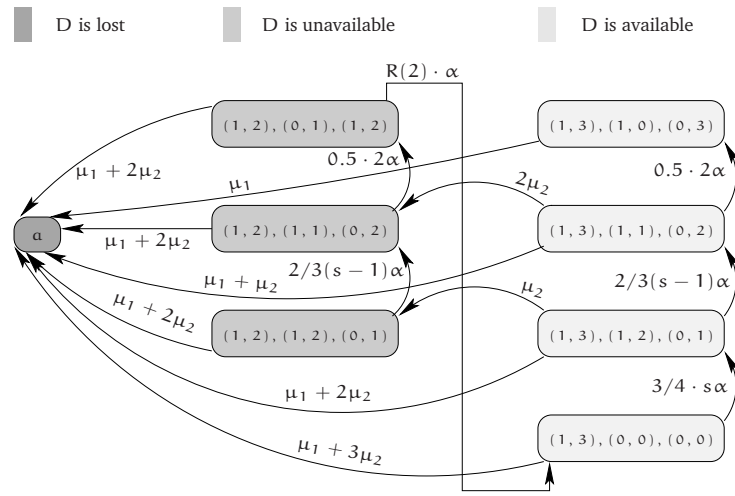 D is lost
D is unavailable
D is available
R(2) · α
(1, 2), (0, 1), (1, 2)
(1, 3), (1, 0), (0, 3)
0.5 · 2α
0.5 · 2α
μ₁ + 2μ₂
μ₁
2μ₂
a
(1, 2), (1, 1), (0, 2)
(1, 3), (1, 1), (0, 2)
μ₁ + 2μ₂
2/3(s − 1)α
μ₁ + μ₂
2/3(s − 1)α
μ₂
μ₁ + 2μ₂
(1, 2), (1, 2), (0, 1)
(1, 3), (1, 2), (0, 1)
μ₁ + 2μ₂
3/4 · sα
(1, 3), (0, 0), (0, 0)
μ₁ + 3μ₂